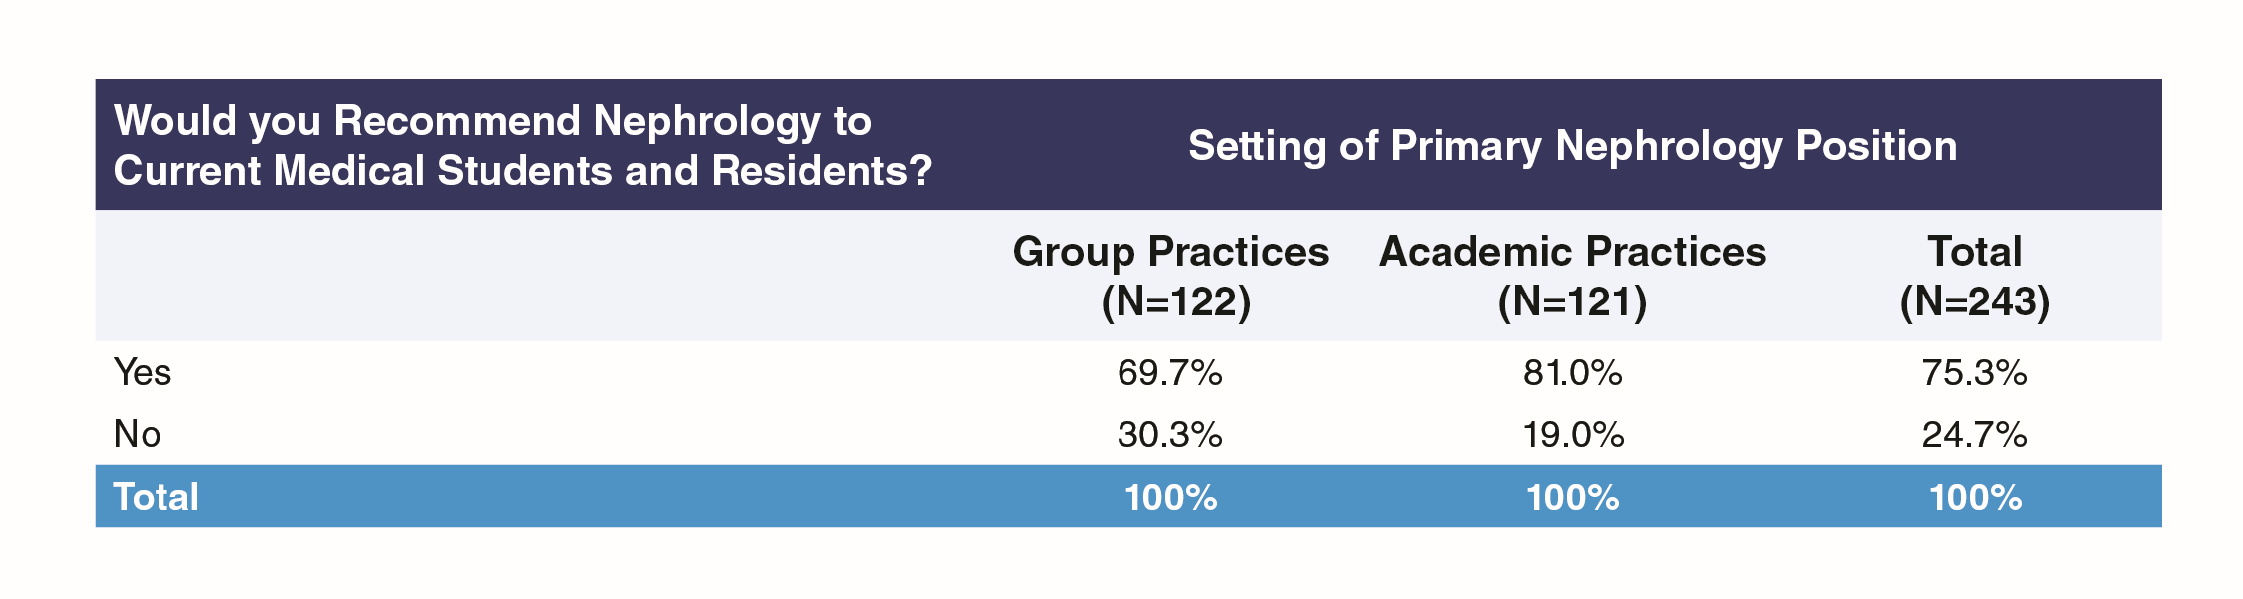 Would you Recommend Nephrology to
Current Medical Students and Residents?
Setting of Primary Nephrology Position
Group Practices
(N=122)
Academic Practices
(N=121)
Total
(N=243)
Yes 69.7% 81.0% 75.3%
No 30.3% 19.0% 24.7%
Total 100% 100% 100%